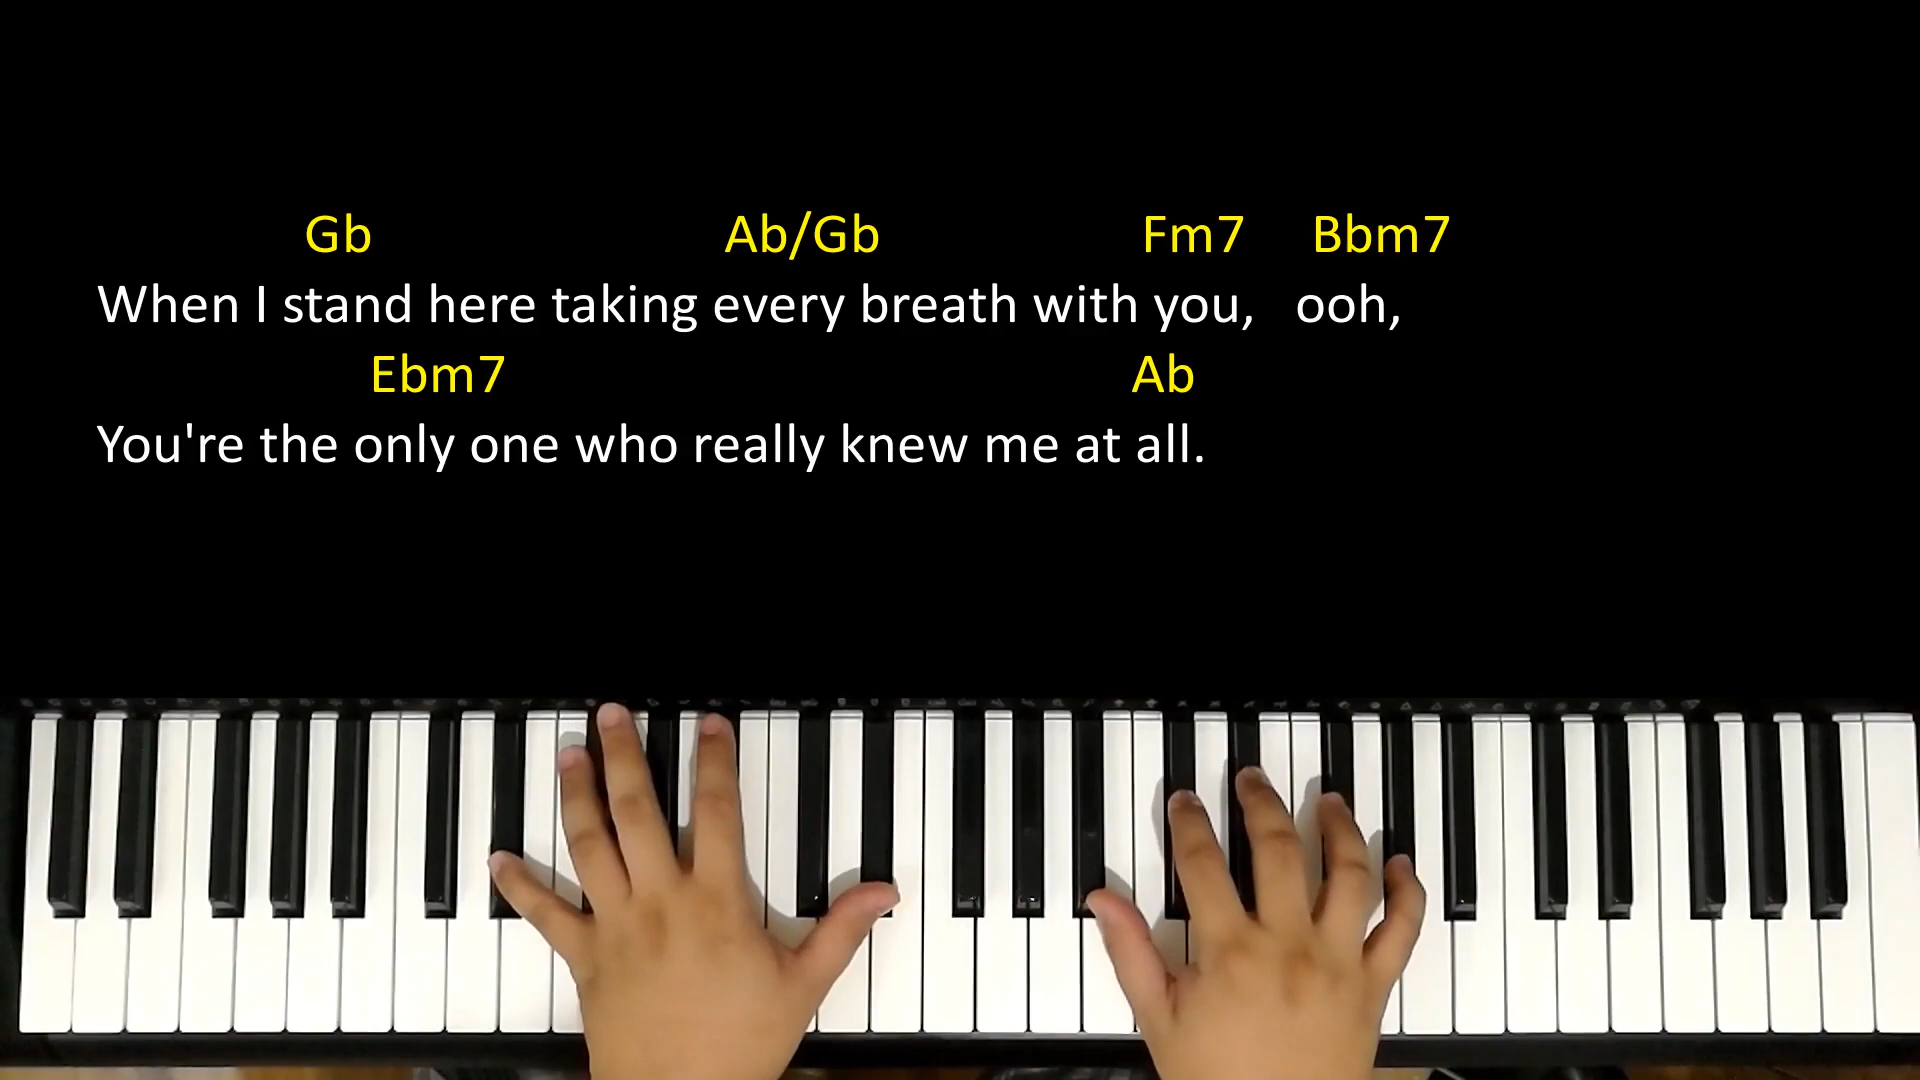 Gb Ab/Gb Fm7 Bbm7
When I stand here taking every breath with you, ooh,
Ebm7 Ab
You're the only one who really knew me at all.